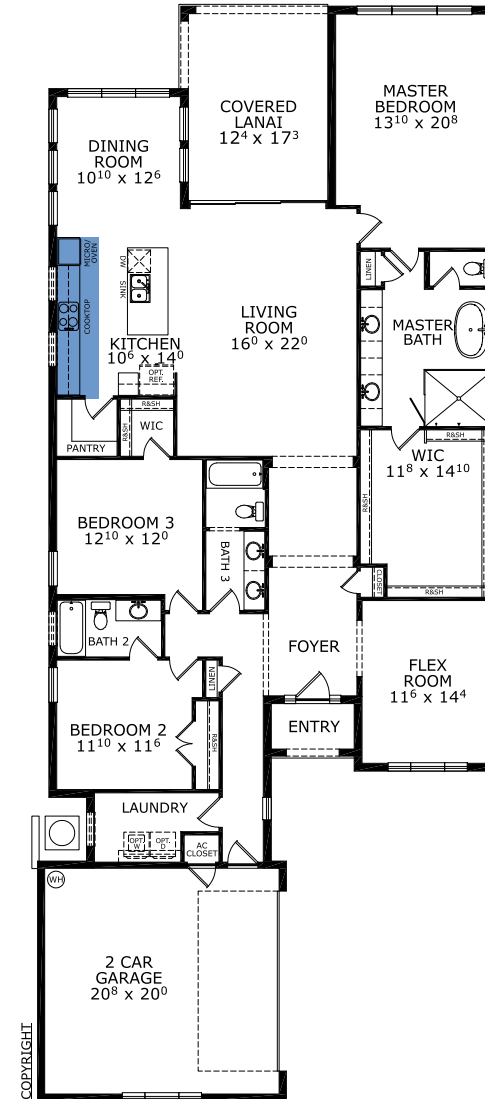 MASTER
BEDROOM
13¹⁰ x 20⁸
COVERED
LANAI
12⁴ x 17³
DINING
ROOM
10¹⁰ x 12⁶
MICRO/
OVEN
DW
SINK
COOKTOP
LINEN
LIVING
ROOM
16⁰ x 22⁰
MASTER
BATH
KITCHEN
10⁶ x 14⁰
OPT.
REF.
R&SH
R&SH
WIC
PANTRY
R&SH
WIC
11⁸ x 14¹⁰
R&SH
BEDROOM 3
12¹⁰ x 12⁰
BATH 3
CLOSET
R&SH
BATH 2
FOYER
LINEN
FLEX
ROOM
11⁶ x 14⁴
BEDROOM 2
11¹⁰ x 11⁶
R&SH
ENTRY
LAUNDRY
OPT.
W
OPT.
D
AC
CLOSET
WH
2 CAR
GARAGE
20⁸ x 20⁰
COPYRIGHT